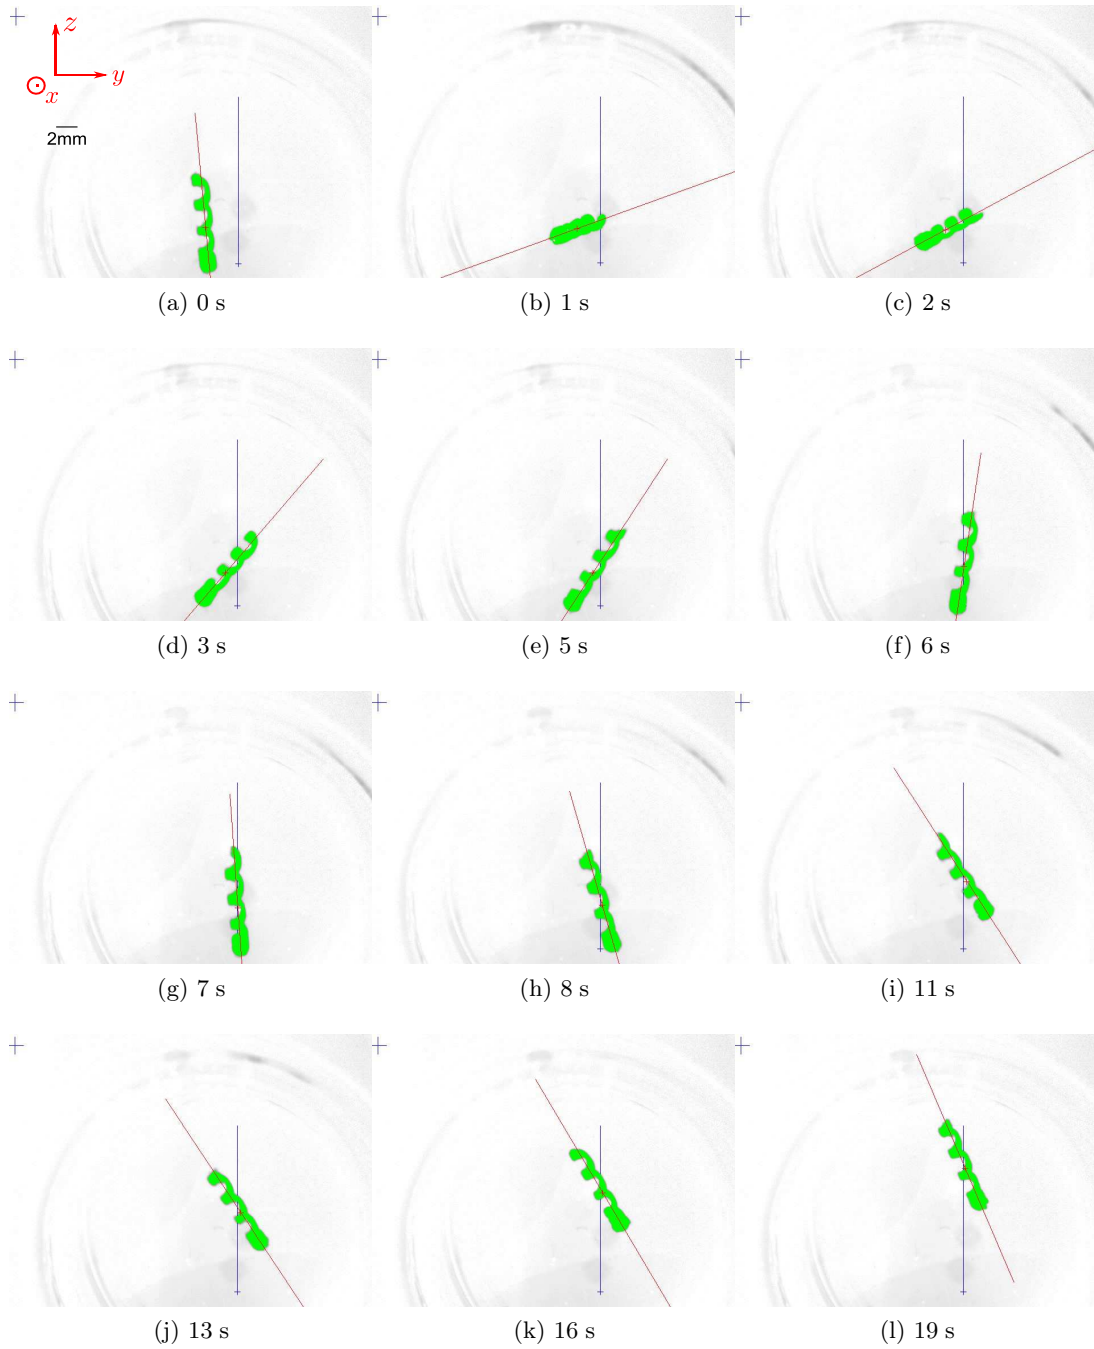 z
y
x
2mm
(a) 0 s
(b) 1 s
(c) 2 s
(d) 3 s
(e) 5 s
(f) 6 s
(g) 7 s
(h) 8 s
(i) 11 s
(j) 13 s
(k) 16 s
(l) 19 s